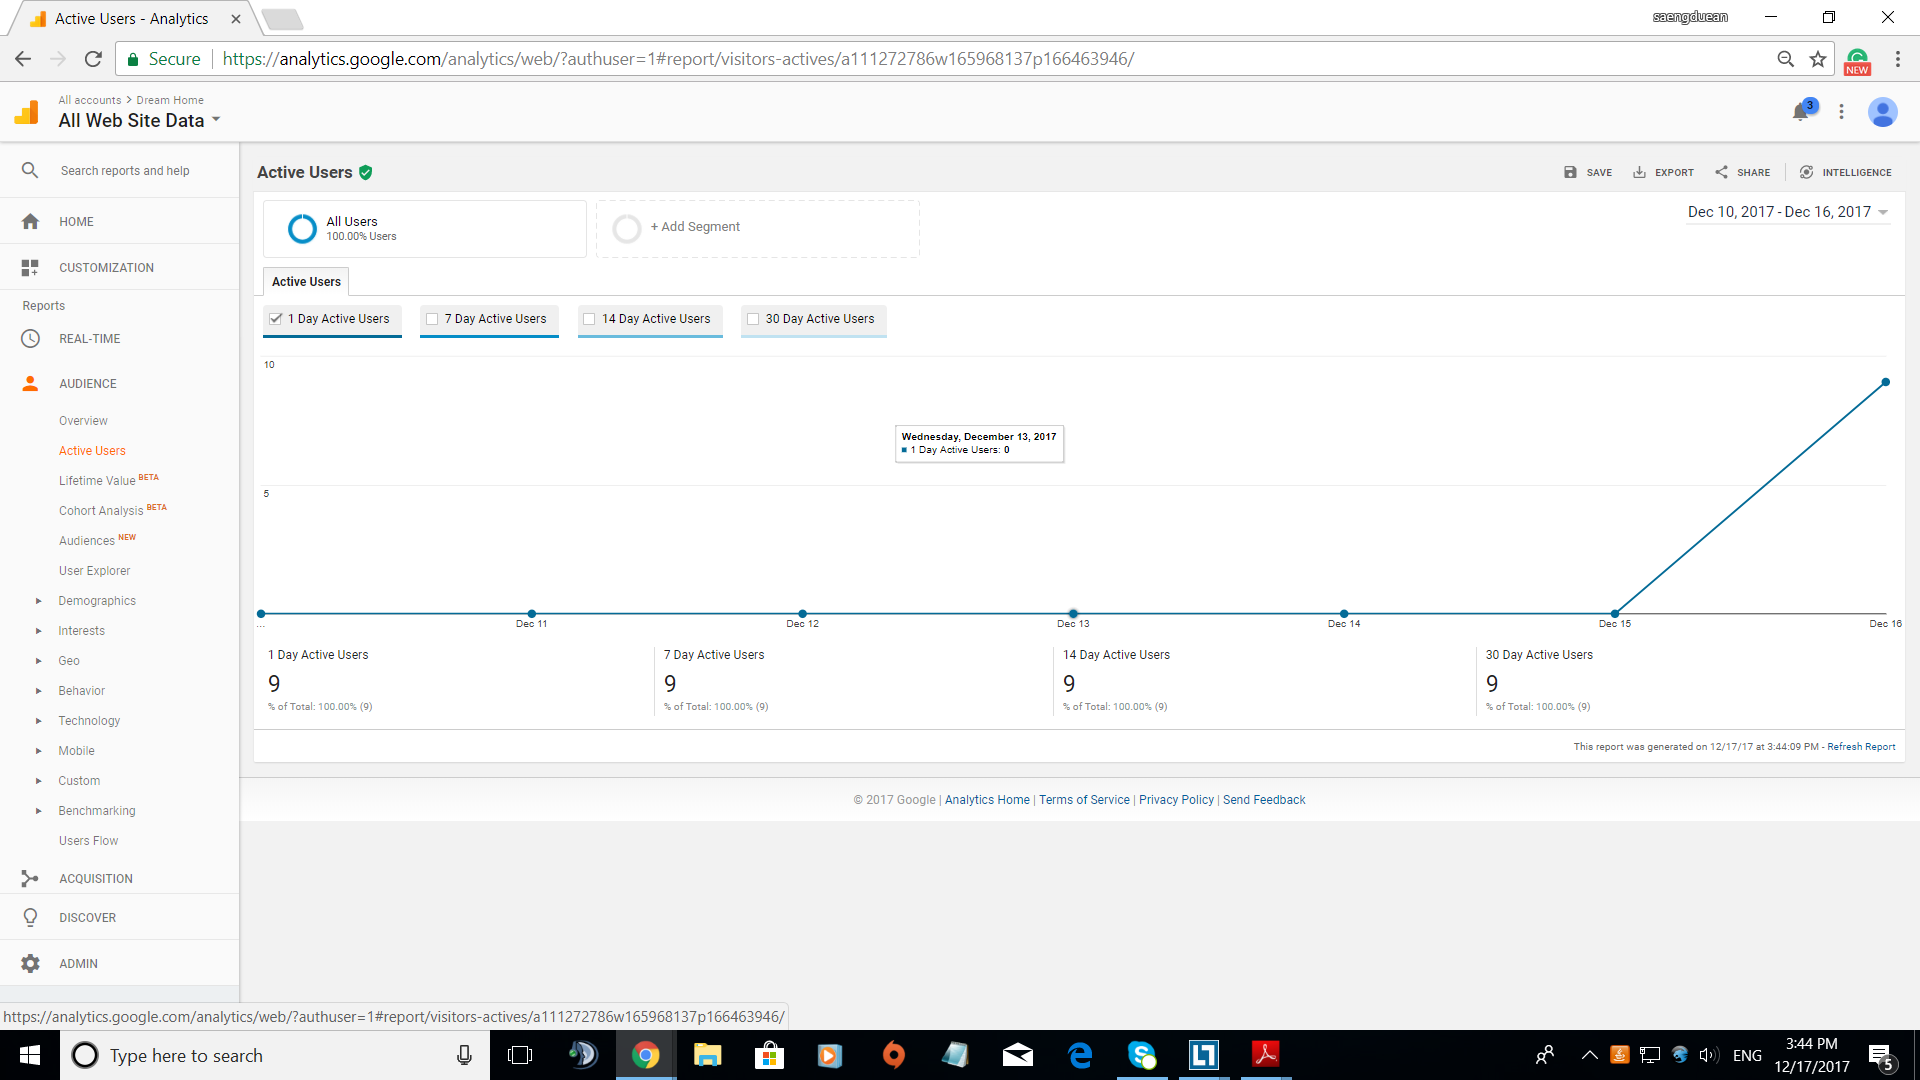 Active Users - Analytics
saengduean
Secure
https://analytics.google.com/analytics/web/?authuser=1#report/visitors-actives/a111272786w165968137p166463946/
NEW
All accounts > Dream Home
All Web Site Data
3
Search reports and help
HOME
CUSTOMIZATION
Reports
REAL-TIME
AUDIENCE
Overview
Active Users
Lifetime Value BETA
Cohort Analysis BETA
Audiences NEW
User Explorer
Demographics
Interests
Geo
Behavior
Technology
Mobile
Custom
Benchmarking
Users Flow
ACQUISITION
DISCOVER
ADMIN
Active Users
SAVE
EXPORT
SHARE
INTELLIGENCE
All Users
100.00% Users
+ Add Segment
Dec 10, 2017 - Dec 16, 2017
Active Users
1 Day Active Users
7 Day Active Users
14 Day Active Users
30 Day Active Users
10
Wednesday, December 13, 2017
1 Day Active Users: 0
5
...
Dec 11
Dec 12
Dec 13
Dec 14
Dec 15
Dec 16
1 Day Active Users
9
% of Total: 100.00% (9)
7 Day Active Users
9
% of Total: 100.00% (9)
14 Day Active Users
9
% of Total: 100.00% (9)
30 Day Active Users
9
% of Total: 100.00% (9)
This report was generated on 12/17/17 at 3:44:09 PM - Refresh Report
© 2017 Google | Analytics Home | Terms of Service | Privacy Policy | Send Feedback
https://analytics.google.com/analytics/web/?authuser=1#report/visitors-actives/a111272786w165968137p166463946/
Type here to search
ENG
3:44 PM
12/17/2017
5